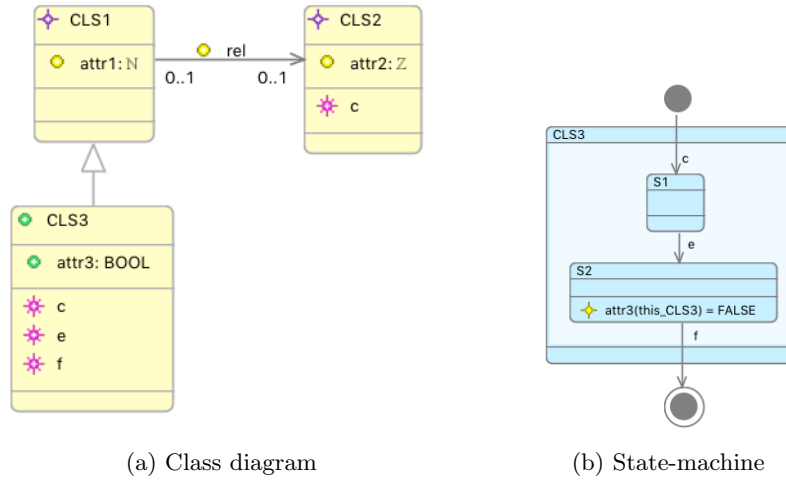 CLS1
attr1: ℕ
rel
0..1
0..1
CLS2
attr2: ℤ
c
CLS3
attr3: BOOL
c
e
f
(a) Class diagram
CLS3
c
S1
e
S2
attr3(this_CLS3) = FALSE
f
(b) State-machine